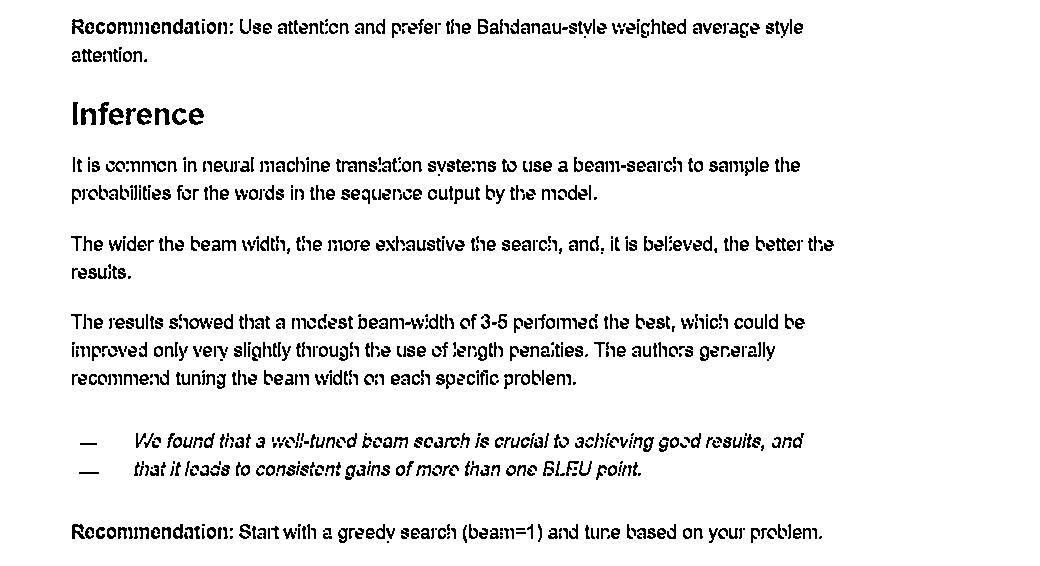 Recommendation: Use attention and prefer the Bahdanau-style weighted average style
attention.
Inference
It is common in neural machine translation systems to use a beam-search to sample the
probabilities for the words in the sequence output by the model.
The wider the beam width, the more exhaustive the search, and, it is believed, the better the
results.
The results showed that a modest beam-width of 3-5 performed the best, which could be
improved only very slightly through the use of length penalties. The authors generally
recommend tuning the beam width on each specific problem.
— We found that a well-tuned beam search is crucial to achieving good results, and
— that it leads to consistent gains of more than one BLEU point.
Recommendation: Start with a greedy search (beam=1) and tune based on your problem.